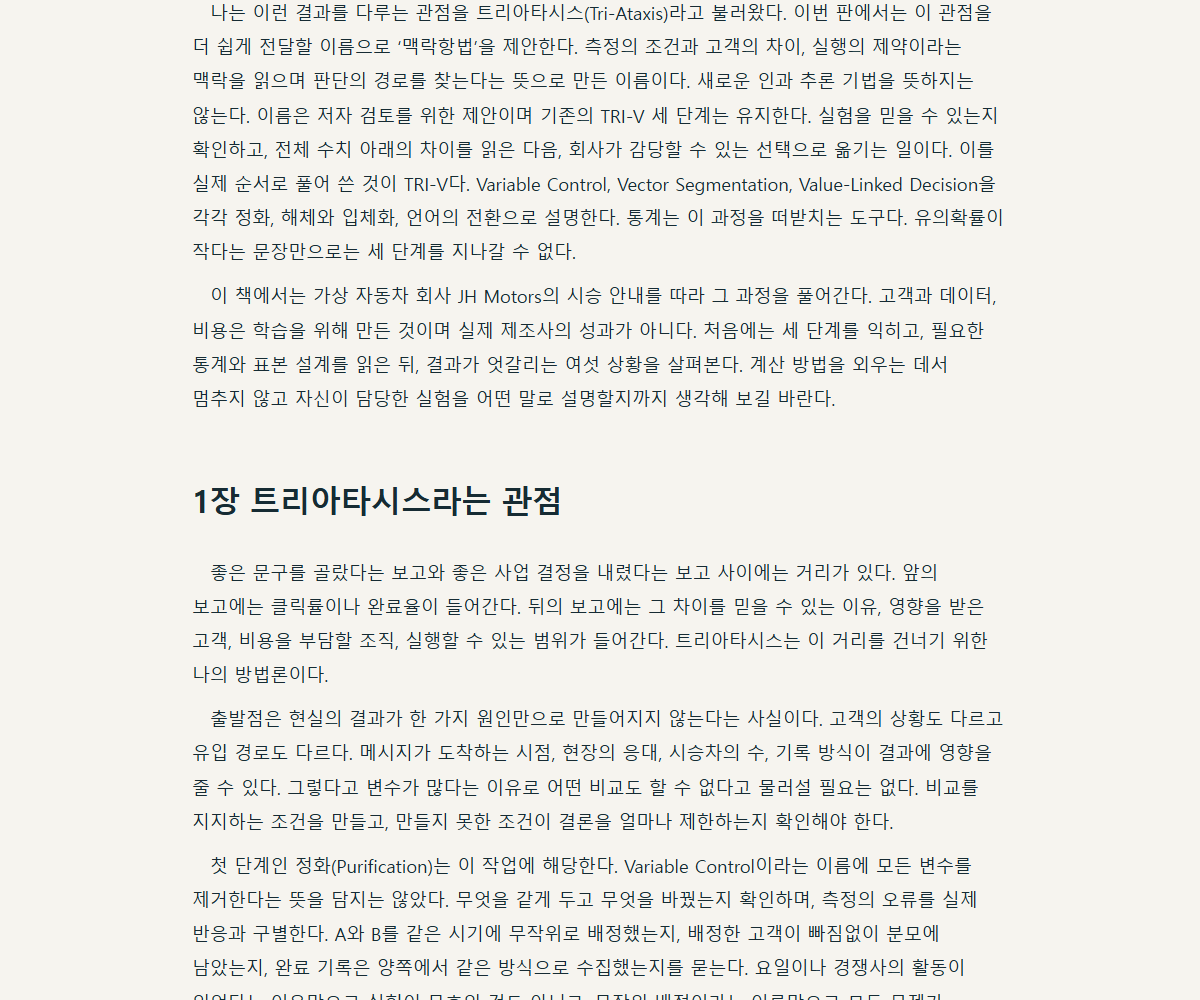 나는 이런 결과를 다루는 관점을 트리아타시스(Tri-Ataxis)라고 불러왔다. 이번 판에서는 이 관점을
더 쉽게 전달할 이름으로 ‘맥락항법’을 제안한다. 측정의 조건과 고객의 차이, 실행의 제약이라는
맥락을 읽으며 판단의 경로를 찾는다는 뜻으로 만든 이름이다. 새로운 인과 추론 기법을 뜻하지는
않는다. 이름은 저자 검토를 위한 제안이며 기존의 TRI-V 세 단계는 유지한다. 실험을 믿을 수 있는지
확인하고, 전체 수치 아래의 차이를 읽은 다음, 회사가 감당할 수 있는 선택으로 옮기는 일이다. 이를
실제 순서로 풀어 쓴 것이 TRI-V다. Variable Control, Vector Segmentation, Value-Linked Decision을
각각 정화, 해체와 입체화, 언어의 전환으로 설명한다. 통계는 이 과정을 떠받치는 도구다. 유의확률이
작다는 문장만으로는 세 단계를 지나갈 수 없다.
이 책에서는 가상 자동차 회사 JH Motors의 시승 안내를 따라 그 과정을 풀어간다. 고객과 데이터,
비용은 학습을 위해 만든 것이며 실제 제조사의 성과가 아니다. 처음에는 세 단계를 익히고, 필요한
통계와 표본 설계를 읽은 뒤, 결과가 엇갈리는 여섯 상황을 살펴본다. 계산 방법을 외우는 데서
멈추지 않고 자신이 담당한 실험을 어떤 말로 설명할지까지 생각해 보길 바란다.
1장 트리아타시스라는 관점
좋은 문구를 골랐다는 보고와 좋은 사업 결정을 내렸다는 보고 사이에는 거리가 있다. 앞의
보고에는 클릭률이나 완료율이 들어간다. 뒤의 보고에는 그 차이를 믿을 수 있는 이유, 영향을 받은
고객, 비용을 부담할 조직, 실행할 수 있는 범위가 들어간다. 트리아타시스는 이 거리를 건너기 위한
나의 방법론이다.
출발점은 현실의 결과가 한 가지 원인만으로 만들어지지 않는다는 사실이다. 고객의 상황도 다르고
유입 경로도 다르다. 메시지가 도착하는 시점, 현장의 응대, 시승차의 수, 기록 방식이 결과에 영향을
줄 수 있다. 그렇다고 변수가 많다는 이유로 어떤 비교도 할 수 없다고 물러설 필요는 없다. 비교를
지지하는 조건을 만들고, 만들지 못한 조건이 결론을 얼마나 제한하는지 확인해야 한다.
첫 단계인 정화(Purification)는 이 작업에 해당한다. Variable Control이라는 이름에 모든 변수를
제거한다는 뜻을 담지는 않았다. 무엇을 같게 두고 무엇을 바꿨는지 확인하며, 측정의 오류를 실제
반응과 구별한다. A와 B를 같은 시기에 무작위로 배정했는지, 배정한 고객이 빠짐없이 분모에
남았는지, 완료 기록은 양쪽에서 같은 방식으로 수집했는지를 묻는다. 요일이나 경쟁사의 활동이